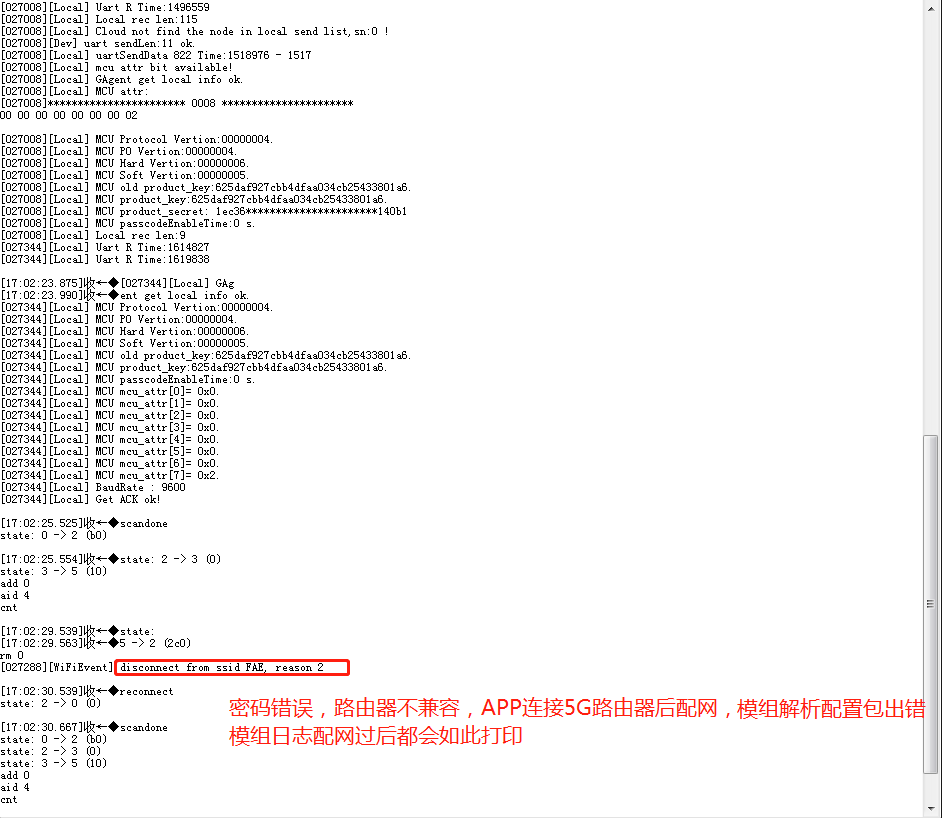 [027008][Local] Uart R Time:1496559
[027008][Local] Local rec len:115
[027008][Local] Cloud not find the node in local send list,sn:0 !
[027008][Dev] uart sendLen:11 ok.
[027008][Local] uartSendData 822 Time:1518976 - 1517
[027008][Local] mcu attr bit available!
[027008][Local] GAgent get local info ok.
[027008][Local] MCU attr:
[027008]*********************** 0008 **********************
00 00 00 00 00 00 00 02
[027008][Local] MCU Protocol Vertion:00000004.
[027008][Local] MCU P0 Vertion:00000004.
[027008][Local] MCU Hard Vertion:00000006.
[027008][Local] MCU Soft Vertion:00000005.
[027008][Local] MCU old product_key:625daf927cbb4dfaa034cb25433801a6.
[027008][Local] MCU product_key:625daf927cbb4dfaa034cb25433801a6.
[027008][Local] MCU product_secret: 1ec36**********************140b1
[027008][Local] MCU passcodeEnableTime:0 s.
[027008][Local] Local rec len:9
[027344][Local] Uart R Time:1614827
[027344][Local] Uart R Time:1619838
[17:02:23.875]收←◆[027344][Local] GAg
[17:02:23.990]收←◆ent get local info ok.
[027344][Local] MCU Protocol Vertion:00000004.
[027344][Local] MCU P0 Vertion:00000004.
[027344][Local] MCU Hard Vertion:00000006.
[027344][Local] MCU Soft Vertion:00000005.
[027344][Local] MCU old product_key:625daf927cbb4dfaa034cb25433801a6.
[027344][Local] MCU product_key:625daf927cbb4dfaa034cb25433801a6.
[027344][Local] MCU passcodeEnableTime:0 s.
[027344][Local] MCU mcu_attr[0]= 0x0.
[027344][Local] MCU mcu_attr[1]= 0x0.
[027344][Local] MCU mcu_attr[2]= 0x0.
[027344][Local] MCU mcu_attr[3]= 0x0.
[027344][Local] MCU mcu_attr[4]= 0x0.
[027344][Local] MCU mcu_attr[5]= 0x0.
[027344][Local] MCU mcu_attr[6]= 0x0.
[027344][Local] MCU mcu_attr[7]= 0x2.
[027344][Local] BaudRate : 9600
[027344][Local] Get ACK ok!
[17:02:25.525]收←◆scandone
state: 0 -> 2 (b0)
[17:02:25.554]收←◆state: 2 -> 3 (0)
state: 3 -> 5 (10)
add 0
aid 4
cnt
[17:02:29.539]收←◆state:
[17:02:29.563]收←◆5 -> 2 (2c0)
rm 0
[027288][WiFiEvent] disconnect from ssid FAE, reason 2
[17:02:30.539]收←◆reconnect
state: 2 -> 0 (0)
[17:02:30.667]收←◆scandone
state: 0 -> 2 (b0)
state: 2 -> 3 (0)
state: 3 -> 5 (10)
add 0
aid 4
cnt
密码错误，路由器不兼容，APP连接5G路由器后配网，模组解析配置包出错
模组日志配网过后都会如此打印